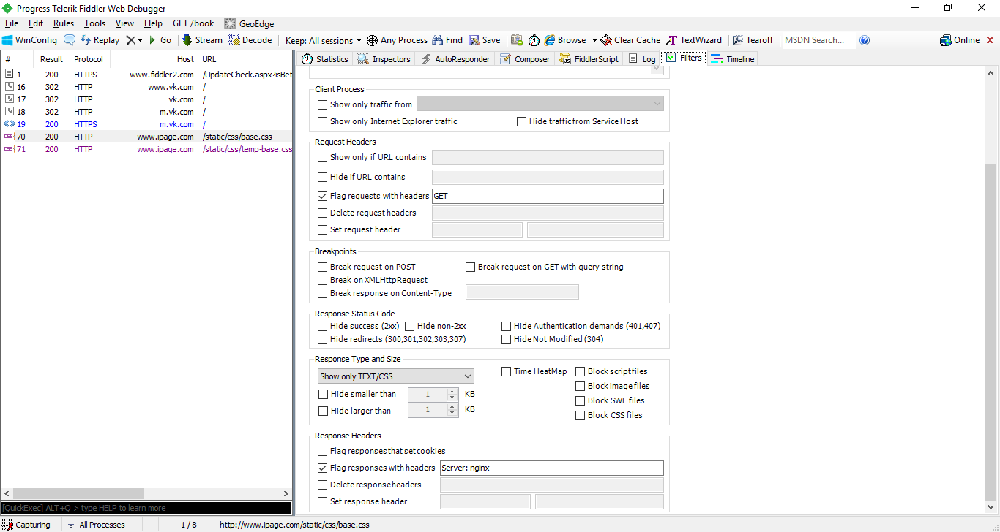 Progress Telerik Fiddler Web Debugger
File Edit Rules Tools View Help GET /book GeoEdge
WinConfig Replay Go Stream Decode Keep: All sessions Any Process Find Save Browse Clear Cache TextWizard Tearoff MSDN Search... Online
# Result Protocol Host URL
1 200 HTTPS www.fiddler2.com /UpdateCheck.aspx?isBet
16 302 HTTP www.vk.com /
17 302 HTTP vk.com /
18 302 HTTP m.vk.com /
19 200 HTTPS m.vk.com /
css 70 200 HTTP www.ipage.com /static/css/base.css
css 71 200 HTTP www.ipage.com /static/css/temp-base.css
[QuickExec] ALT+Q > type HELP to learn more
Statistics Inspectors AutoResponder Composer FiddlerScript Log Filters Timeline
Client Process
Show only traffic from
Show only Internet Explorer traffic Hide traffic from Service Host
Request Headers
Show only if URL contains
Hide if URL contains
Flag requests with headers GET
Delete request headers
Set request header
Breakpoints
Break request on POST Break request on GET with query string
Break on XMLHttpRequest
Break response on Content-Type
Response Status Code
Hide success (2xx) Hide non-2xx Hide Authentication demands (401,407)
Hide redirects (300,301,302,303,307) Hide Not Modified (304)
Response Type and Size
Show only TEXT/CSS Time HeatMap Block script files
Block image files
Hide smaller than 1 KB Block SWF files
Hide larger than 1 KB Block CSS files
Response Headers
Flag responses that set cookies
Flag responses with headers Server: nginx
Delete response headers
Set response header
Capturing All Processes 1 / 8 http://www.ipage.com/static/css/base.css